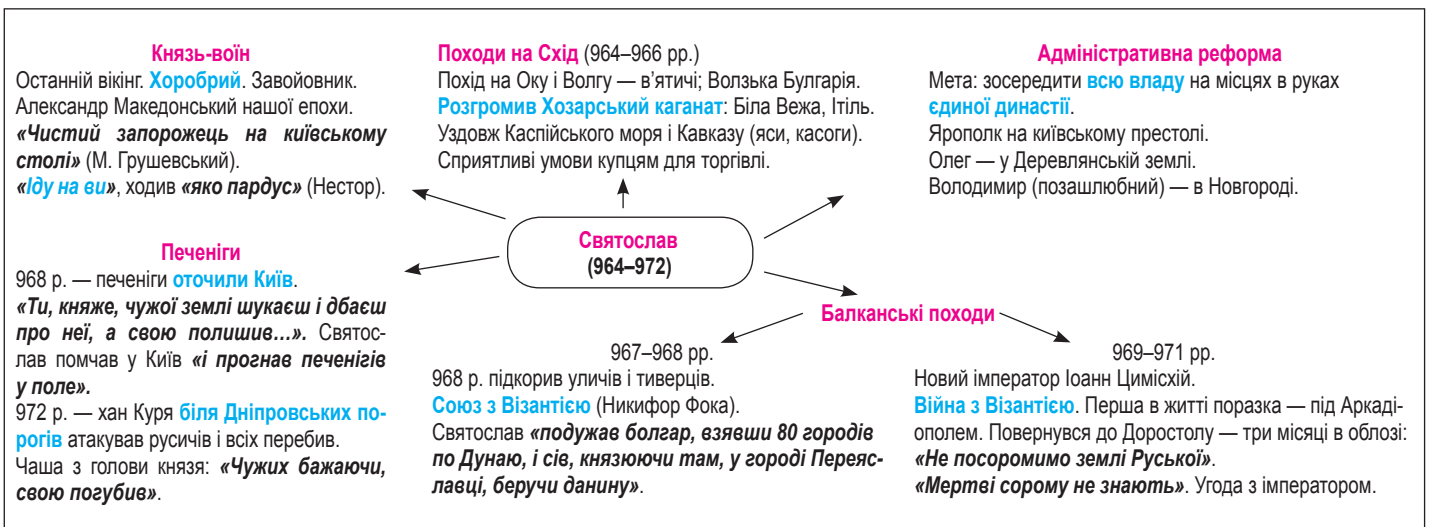 Князь-воїн
Останній вікінг. Хоробрий. Завойовник.
Александр Македонський нашої епохи.
«Чистий запорожець на київському
столі» (М. Грушевський).
«Іду на ви», ходив «яко пардус» (Нестор).
Походи на Схід (964–966 рр.)
Похід на Оку і Волгу — в’ятичі; Волзька Булгарія.
Розгромив Хозарський каганат: Біла Вежа, Ітіль.
Уздовж Каспійського моря і Кавказу (яси, касоги).
Сприятливі умови купцям для торгівлі.
Адміністративна реформа
Мета: зосередити всю владу на місцях в руках
єдиної династії.
Ярополк на київському престолі.
Олег — у Деревлянській землі.
Володимир (позашлюбний) — в Новгороді.
Святослав
(964–972)
Печеніги
968 р. — печеніги оточили Київ.
«Ти, княже, чужої землі шукаєш і дбаєш
про неї, а свою полишив…». Святос-
лав помчав у Київ «і прогнав печенігів
у поле».
972 р. — хан Куря біля Дніпровських по-
рогів атакував русичів і всіх перебив.
Чаша з голови князя: «Чужих бажаючи,
свою погубив».
Балканські походи
967–968 рр.
968 р. підкорив уличів і тиверців.
Союз з Візантією (Никифор Фока).
Святослав «подужав болгар, взявши 80 городів
по Дунаю, і сів, князюючи там, у городі Переяс-
лавці, беручи данину».
969–971 рр.
Новий імператор Іоанн Цимісхій.
Війна з Візантією. Перша в житті поразка — під Аркаді-
ополем. Повернувся до Доростолу — три місяці в облозі:
«Не посоромимо землі Руської».
«Мертві сорому не знають». Угода з імператором.